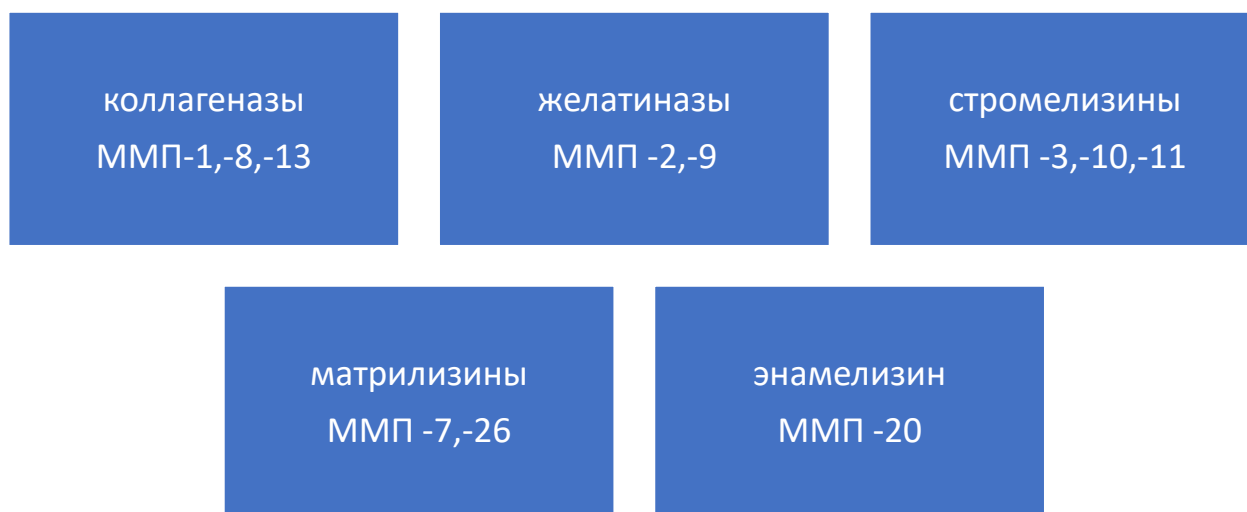 коллагеназы
ММП-1,-8,-13
желатиназы
ММП -2,-9
стромелизины
ММП -3,-10,-11
матрилизины
ММП -7,-26
энамелизин
ММП -20